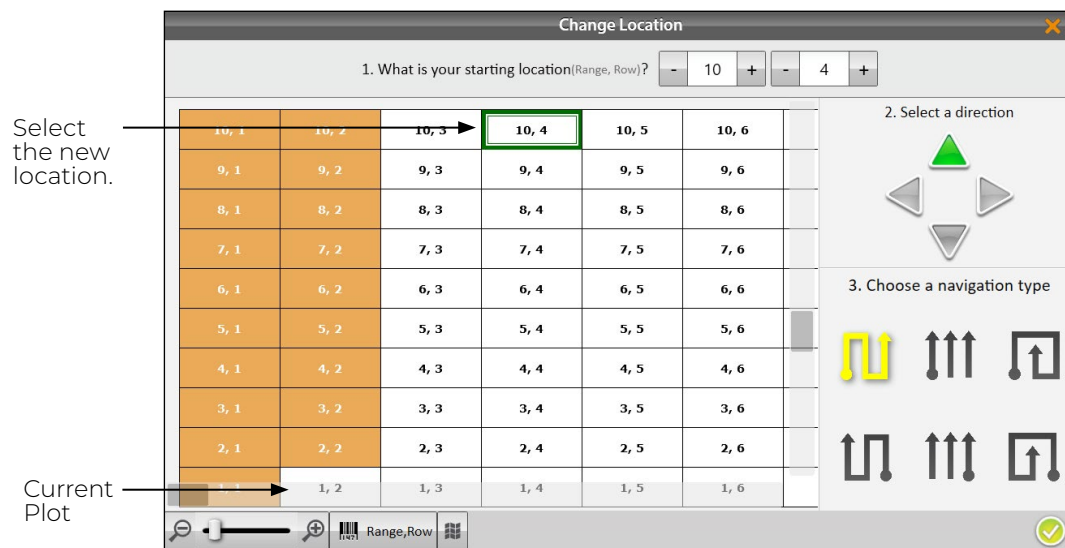 Change Location
1. What is your starting location(Range, Row)? - 10 + - 4 +
Select
the new
location.
10, 1 10, 2 10, 3 10, 4 10, 5 10, 6
9, 1 9, 2 9, 3 9, 4 9, 5 9, 6
8, 1 8, 2 8, 3 8, 4 8, 5 8, 6
7, 1 7, 2 7, 3 7, 4 7, 5 7, 6
6, 1 6, 2 6, 3 6, 4 6, 5 6, 6
5, 1 5, 2 5, 3 5, 4 5, 5 5, 6
4, 1 4, 2 4, 3 4, 4 4, 5 4, 6
3, 1 3, 2 3, 3 3, 4 3, 5 3, 6
2, 1 2, 2 2, 3 2, 4 2, 5 2, 6
1, 1 1, 2 1, 3 1, 4 1, 5 1, 6
2. Select a direction
3. Choose a navigation type
Current
Plot
Range,Row